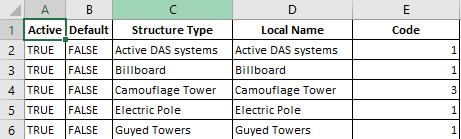 A B C D E
1 Active Default Structure Type Local Name Code
2 TRUE FALSE Active DAS systems Active DAS systems 1
3 TRUE FALSE Billboard Billboard 1
4 TRUE FALSE Camouflage Tower Camouflage Tower 3
5 TRUE FALSE Electric Pole Electric Pole 1
6 TRUE FALSE Guyed Towers Guyed Towers 1